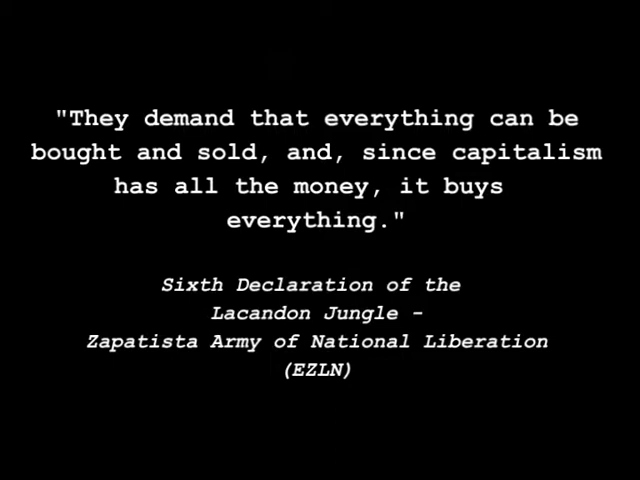 "They demand that everything can be
bought and sold, and, since capitalism
has all the money, it buys
everything."
Sixth Declaration of the
Lacandon Jungle -
Zapatista Army of National Liberation
(EZLN)